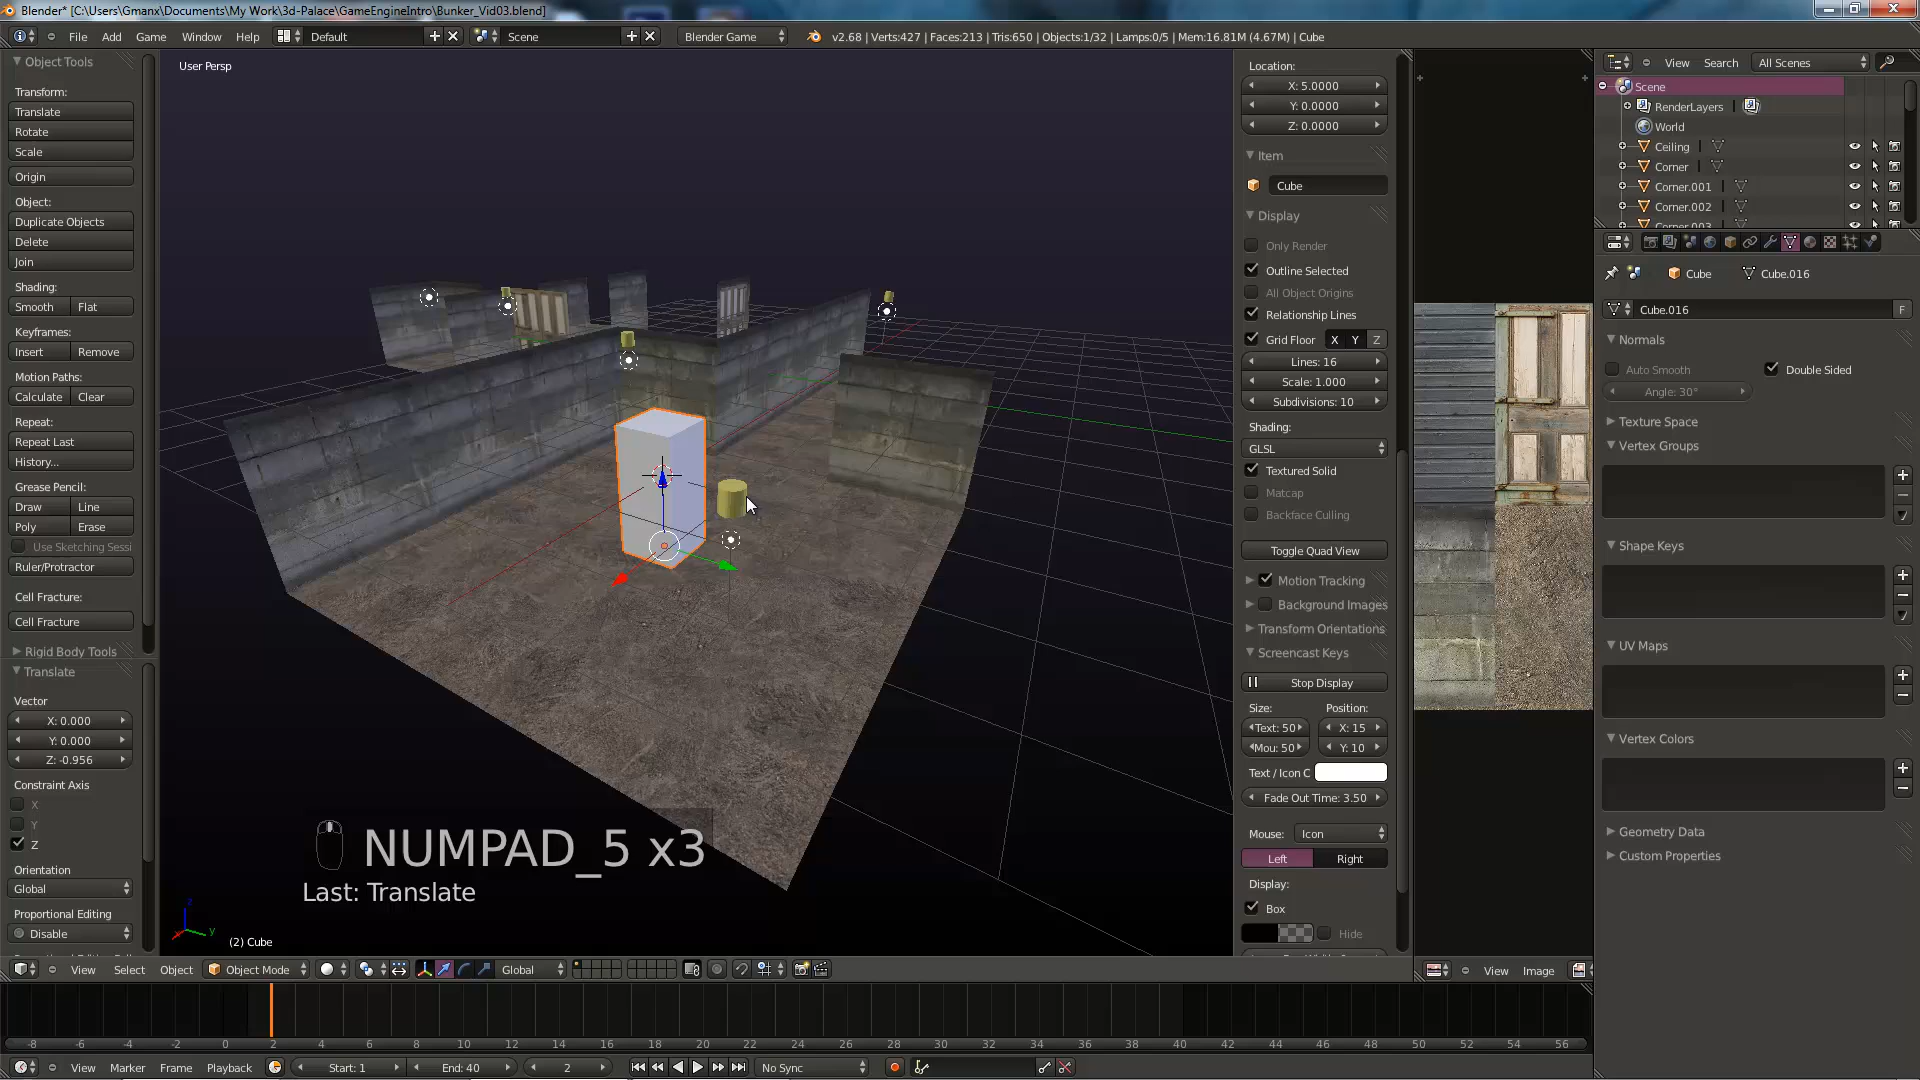 Blender* [C:\Users\Gmanx\Documents\My Work\3d-Palace\GameEngineIntro\Bunker_Vid03.blend]
File Add Game Window Help Default Scene Blender Game v2.68 | Verts:427 | Faces:213 | Tris:650 | Objects:1/32 | Lamps:0/5 | Mem:16.81M (4.67M) | Cube
Object Tools
Transform:
Translate
Rotate
Scale
Origin
Object:
Duplicate Objects
Delete
Join
Shading:
Smooth Flat
Keyframes:
Insert Remove
Motion Paths:
Calculate Clear
Repeat:
Repeat Last
History...
Grease Pencil:
Draw Line
Poly Erase
Use Sketching Sessi
Ruler/Protractor
Cell Fracture:
Cell Fracture
Rigid Body Tools
Translate
Vector
X: 0.000
Y: 0.000
Z: -0.956
Constraint Axis
X
Y
Z
Orientation
Global
Proportional Editing
Disable
User Persp
NUMPAD_5 x3
Last: Translate
z
y
(2) Cube
Location:
X: 5.0000
Y: 0.0000
Z: 0.0000
Item
Cube
Display
Only Render
Outline Selected
All Object Origins
Relationship Lines
Grid Floor X Y Z
Lines: 16
Scale: 1.000
Subdivisions: 10
Shading:
GLSL
Textured Solid
Matcap
Backface Culling
Toggle Quad View
Motion Tracking
Background Images
Transform Orientations
Screencast Keys
Stop Display
Size: Position:
Text: 50 X: 15
Mou: 50 Y: 10
Text / Icon C
Fade Out Time: 3.50
Mouse: Icon
Left Right
Display:
Box
Hide
View Search All Scenes
Scene
RenderLayers
World
Ceiling
Corner
Corner.001
Corner.002
Corner.003
Cube Cube.016
Cube.016 F
Normals
Auto Smooth Double Sided
Angle: 30°
Texture Space
Vertex Groups
Shape Keys
UV Maps
Vertex Colors
Geometry Data
Custom Properties
View Select Object Object Mode Global View Image
-8 -6 -4 -2 0 2 4 6 8 10 12 14 16 18 20 22 24 26 28 30 32 34 36 38 40 42 44 46 48 50 52 54 56
View Marker Frame Playback Start: 1 End: 40 2 No Sync